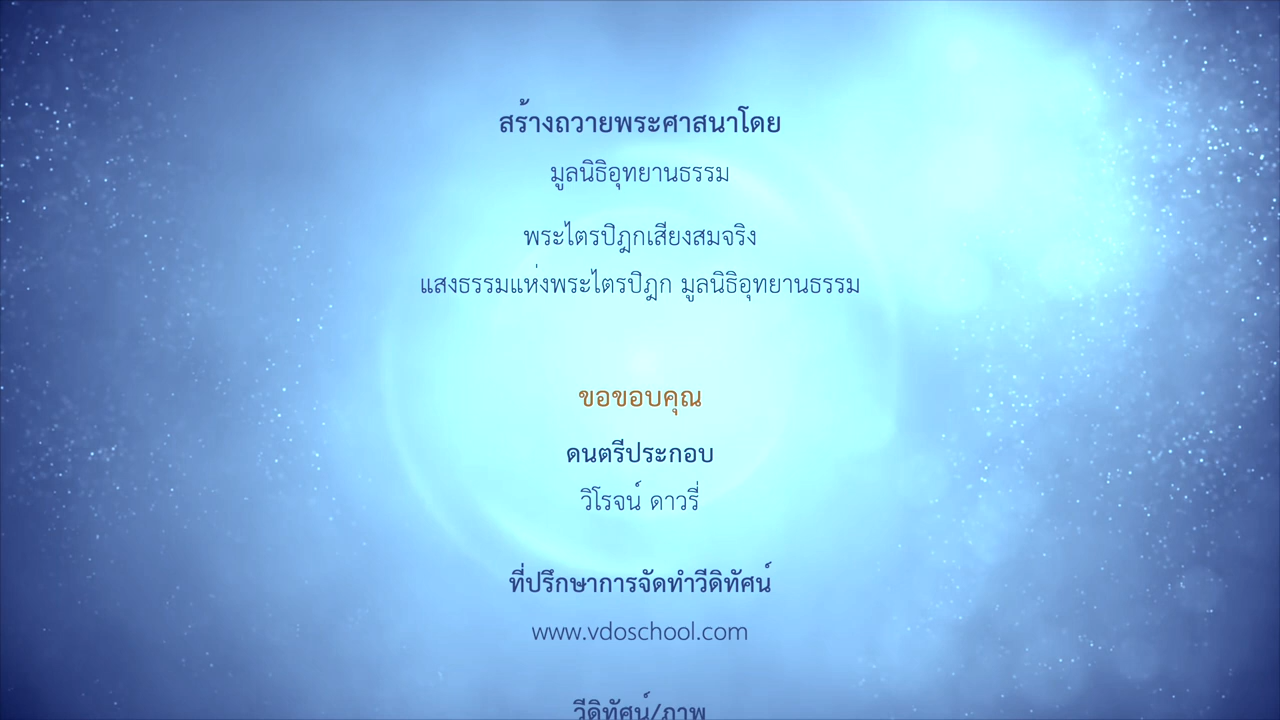 สร้างถวายพระศาสนาโดย
มูลนิธิอุทยานธรรม
พระไตรปิฎกเสียงสมจริง
แสงธรรมแห่งพระไตรปิฎก มูลนิธิอุทยานธรรม
ขอขอบคุณ
ดนตรีประกอบ
วิโรจน์ ดาวรี่
ที่ปรึกษาการจัดทำวีดิทัศน์
www.vdoschool.com
วีดิทัศน์/ภาพ